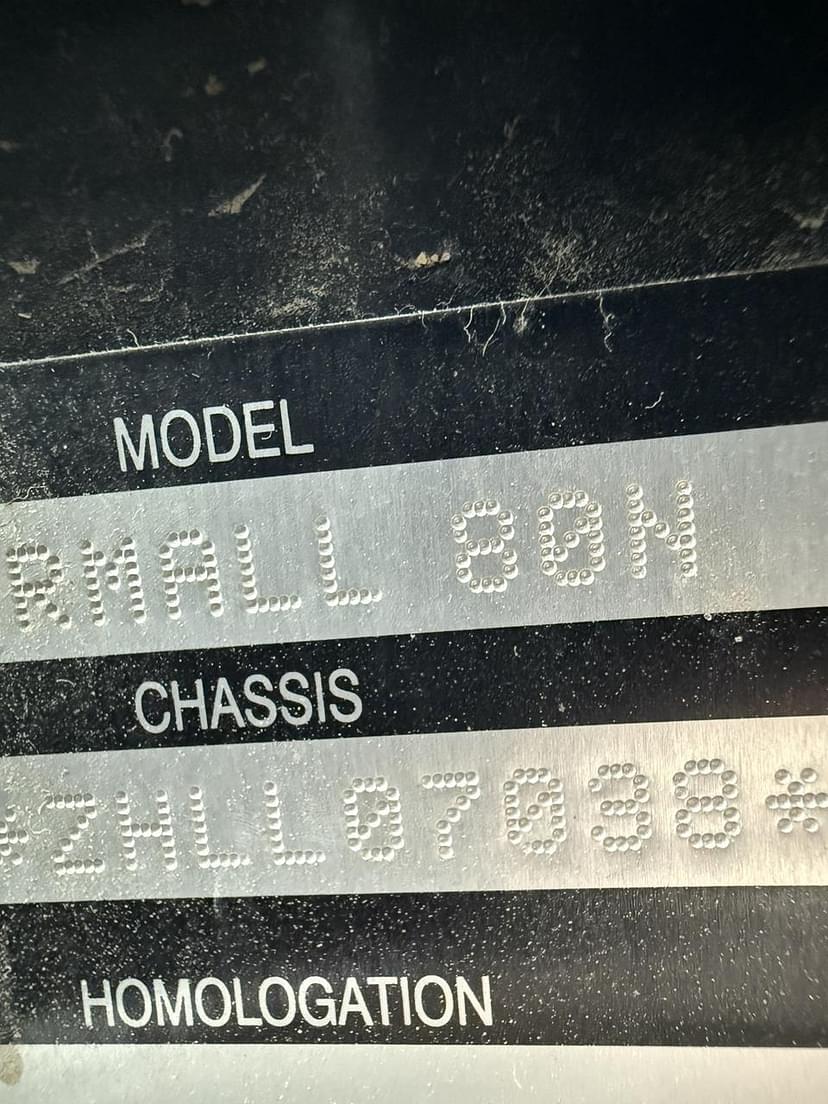 MODEL
RMALL 80N
CHASSIS
*ZHLL07038*
HOMOLOGATION